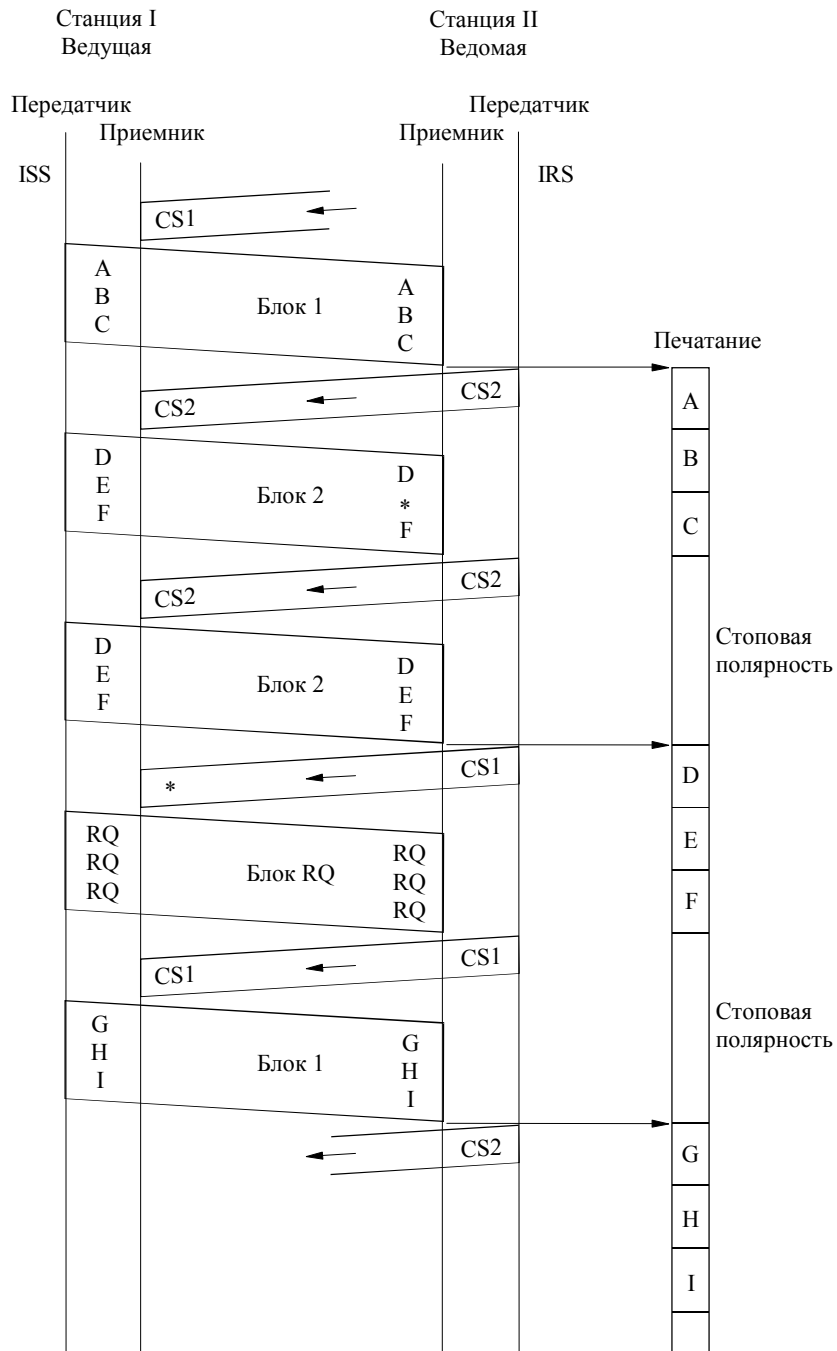 Станция I
Ведущая
Станция II
Ведомая
Передатчик
Приемник
Передатчик
Приемник
ISS
IRS
CS1
A
B
C
Блок 1
A
B
C
Печатание
CS2
CS2
A
D
E
F
Блок 2
D
*
F
B
C
CS2
CS2
D
E
F
Блок 2
D
E
F
Стоповая
полярность
*
CS1
D
RQ
RQ
RQ
Блок RQ
RQ
RQ
RQ
E
F
CS1
CS1
G
H
I
Блок 1
G
H
I
Стоповая
полярность
CS2
G
H
I